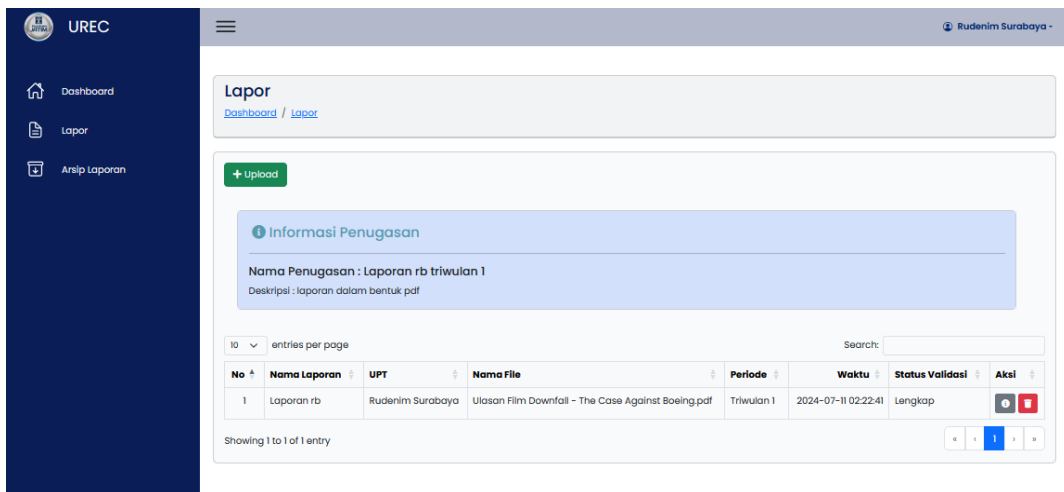 UREC
Rudenim Surabaya -
Dashboard
Lapor
Arsip Laporan
Lapor
Dashboard / Lapor
+ Upload
Informasi Penugasan
Nama Penugasan : Laporan rb triwulan 1
Deskripsi : laporan dalam bentuk pdf
10 entries per page
Search:
No Nama Laporan UPT Nama File Periode Waktu Status Validasi Aksi
1 Laporan rb Rudenim Surabaya Ulasan Film Downfall - The Case Against Boeing.pdf Triwulan 1 2024-07-11 02:22:41 Lengkap
Showing 1 to 1 of 1 entry
« ‹ 1 › »